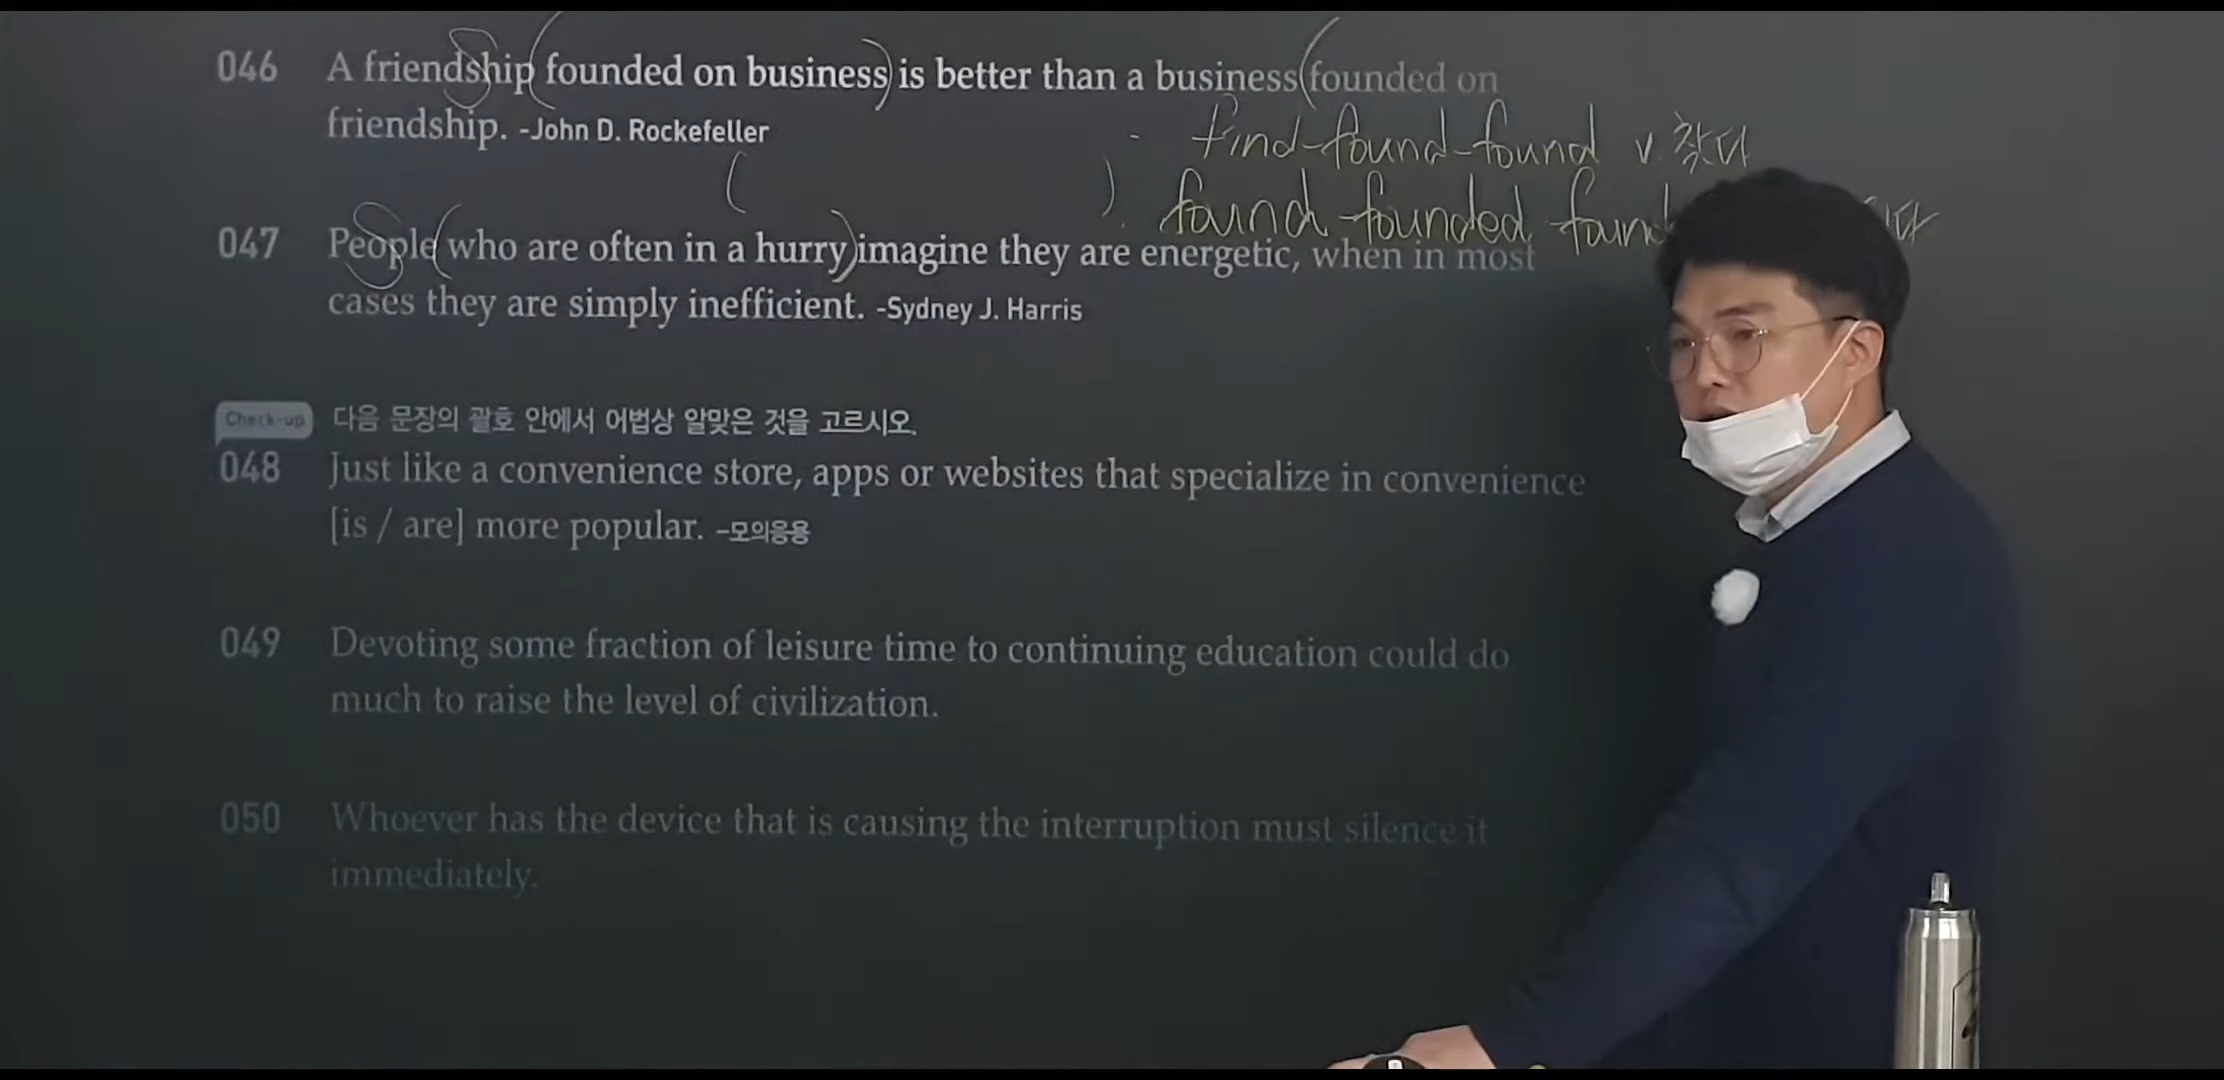 046 A friendship founded on business is better than a business founded on
friendship. -John D. Rockefeller
find-found-found v. 찾다
found-founded
047 People who are often in a hurry imagine they are energetic, when in most
cases they are simply inefficient. -Sydney J. Harris
Check-up 다음 문장의 괄호 안에서 어법상 알맞은 것을 고르시오.
048 Just like a convenience store, apps or websites that specialize in convenience
[is / are] more popular. -모의응용
049 Devoting some fraction of leisure time to continuing education could do
much to raise the level of civilization.
050 Whoever has the device that is causing the interruption must silence it
immediately.